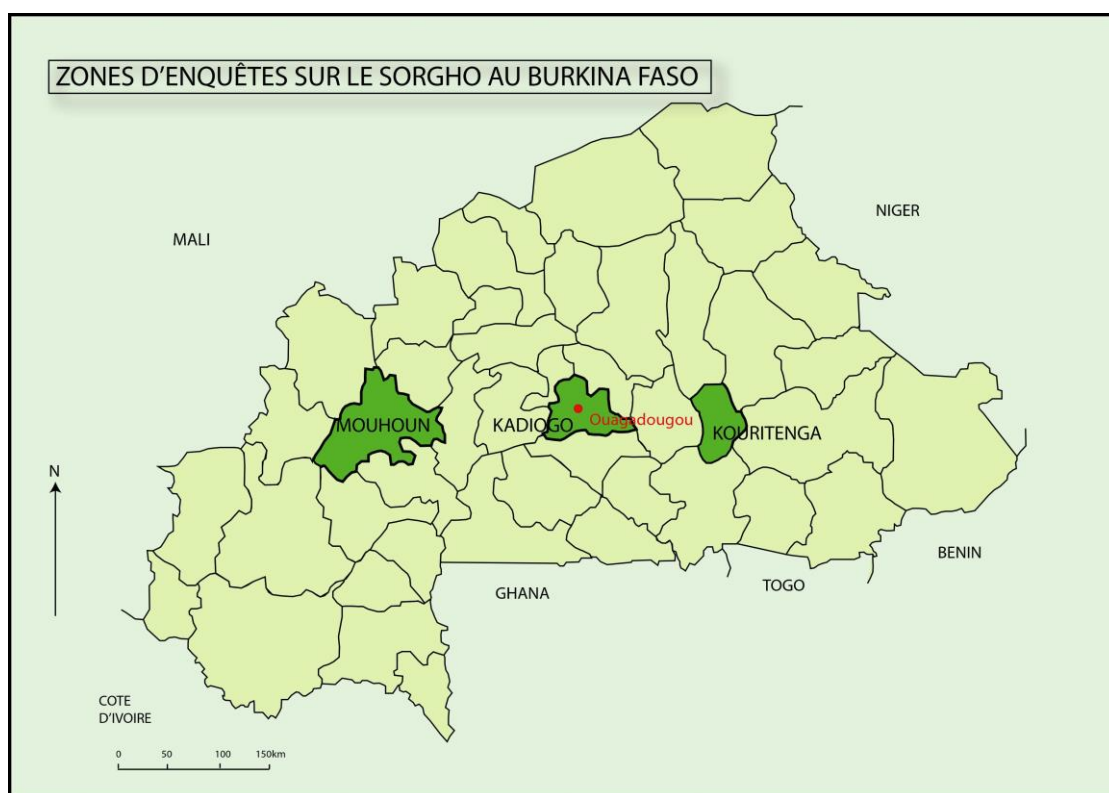 ZONES D'ENQUÊTES SUR LE SORGHO AU BURKINA FASO
NIGER
MALI
MOUHOUN
KADIOGO
Ouagadougou
KOURITENGA
N
BENIN
TOGO
GHANA
COTE
D'IVOIRE
0 50 100 150km